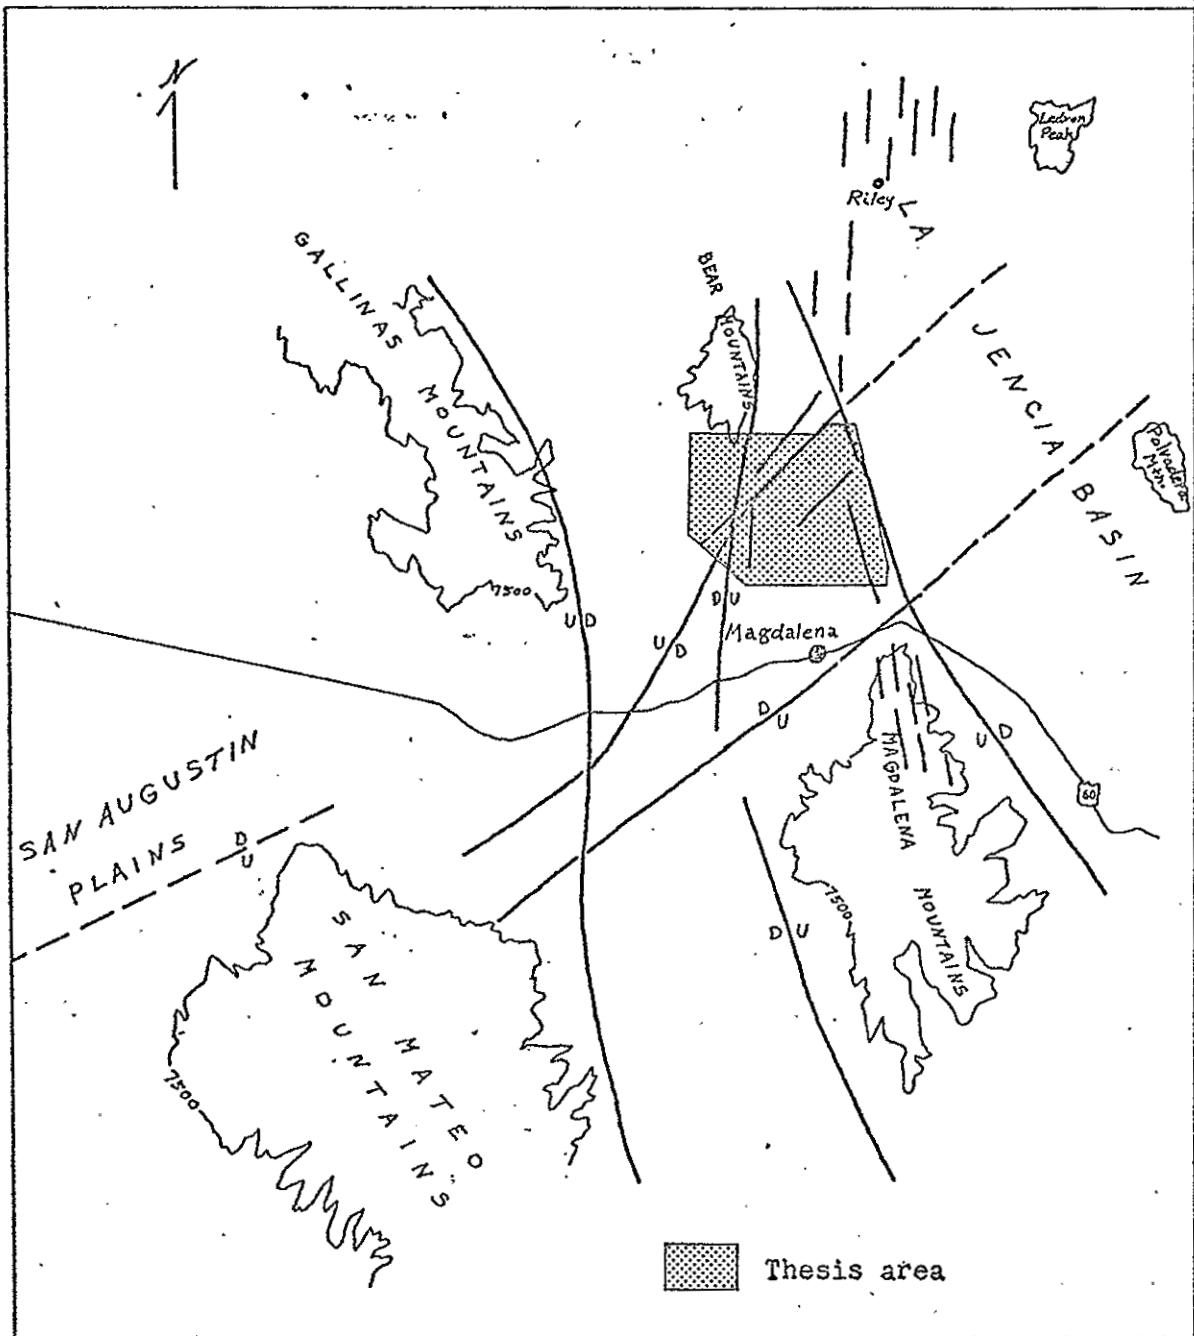 N
Ladron
Peak
Riley
LA
JENCIA
BASIN
GALLINAS
MOUNTAINS
BEAR
MOUNTAINS
Polvadera
Mtn.
7500
U D
D U
U D
Magdalena
D
U
U D
60
MAGDALENA
MOUNTAINS
7500
D U
SAN AUGUSTIN
PLAINS
D
U
SAN MATEO
MOUNTAINS
7500
Thesis area